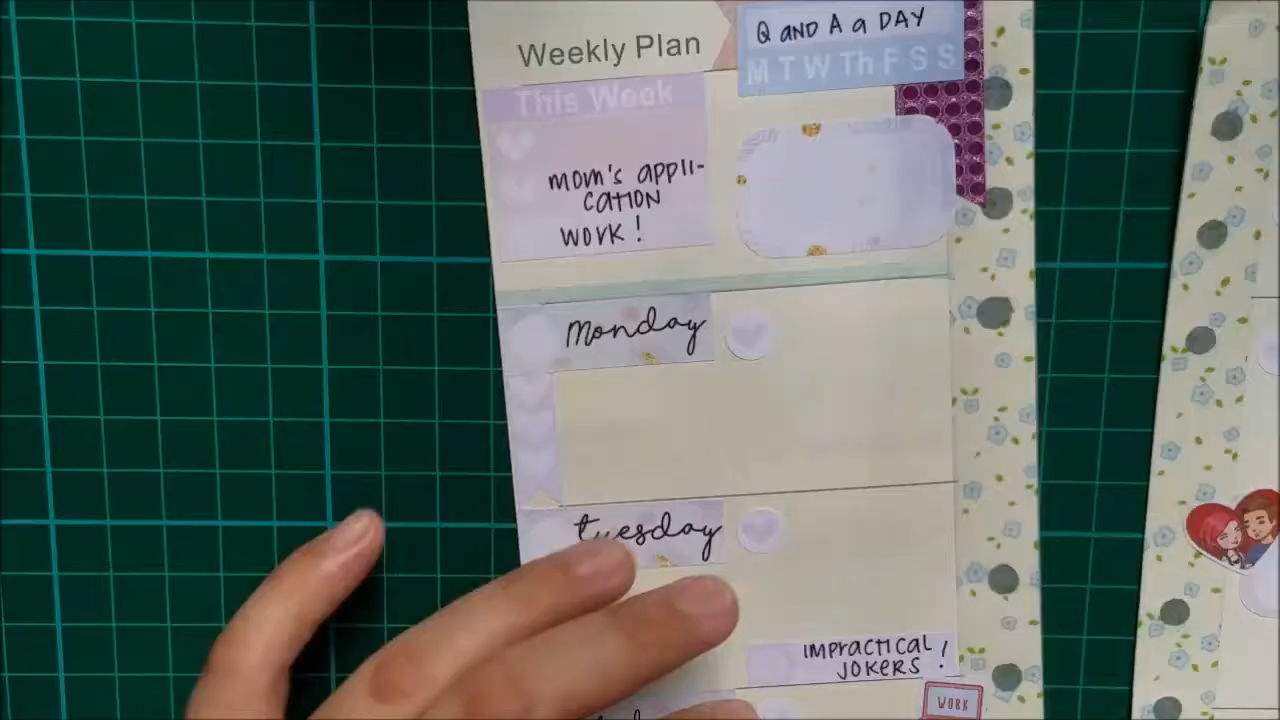 Weekly Plan
Q AND A a DAY
M T W Th F S S
This Week
MOM'S APPLI-
CATION
WORK!
Monday
tuesday
IMPRACTICAL
JOKERS!
WORK